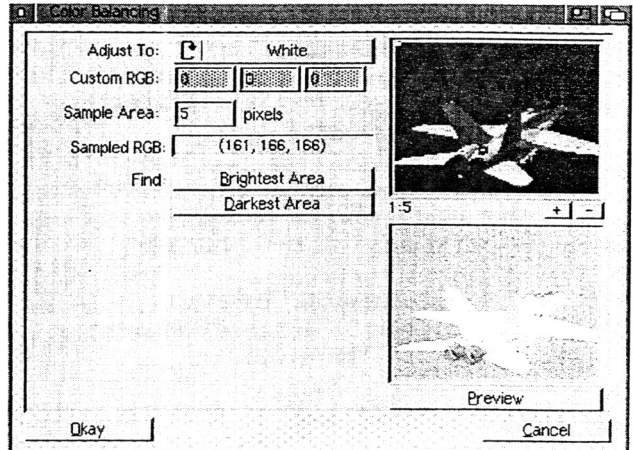 Color Balancing
Adjust To: White
Custom RGB: 0 0 0
Sample Area: 5 pixels
Sampled RGB: (161, 166, 166)
Find Brightest Area
Darkest Area
1:5 + -
Preview
Okay Cancel